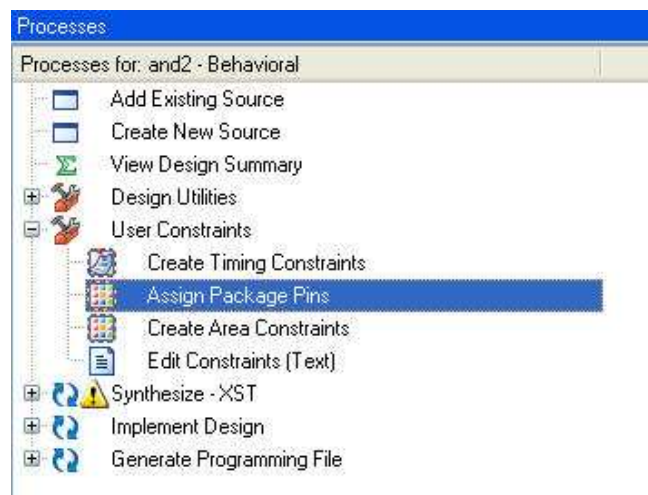 Processes
Processes for: and2 - Behavioral
Add Existing Source
Create New Source
View Design Summary
Design Utilities
User Constraints
Create Timing Constraints
Assign Package Pins
Create Area Constraints
Edit Constraints (Text)
Synthesize - XST
Implement Design
Generate Programming File